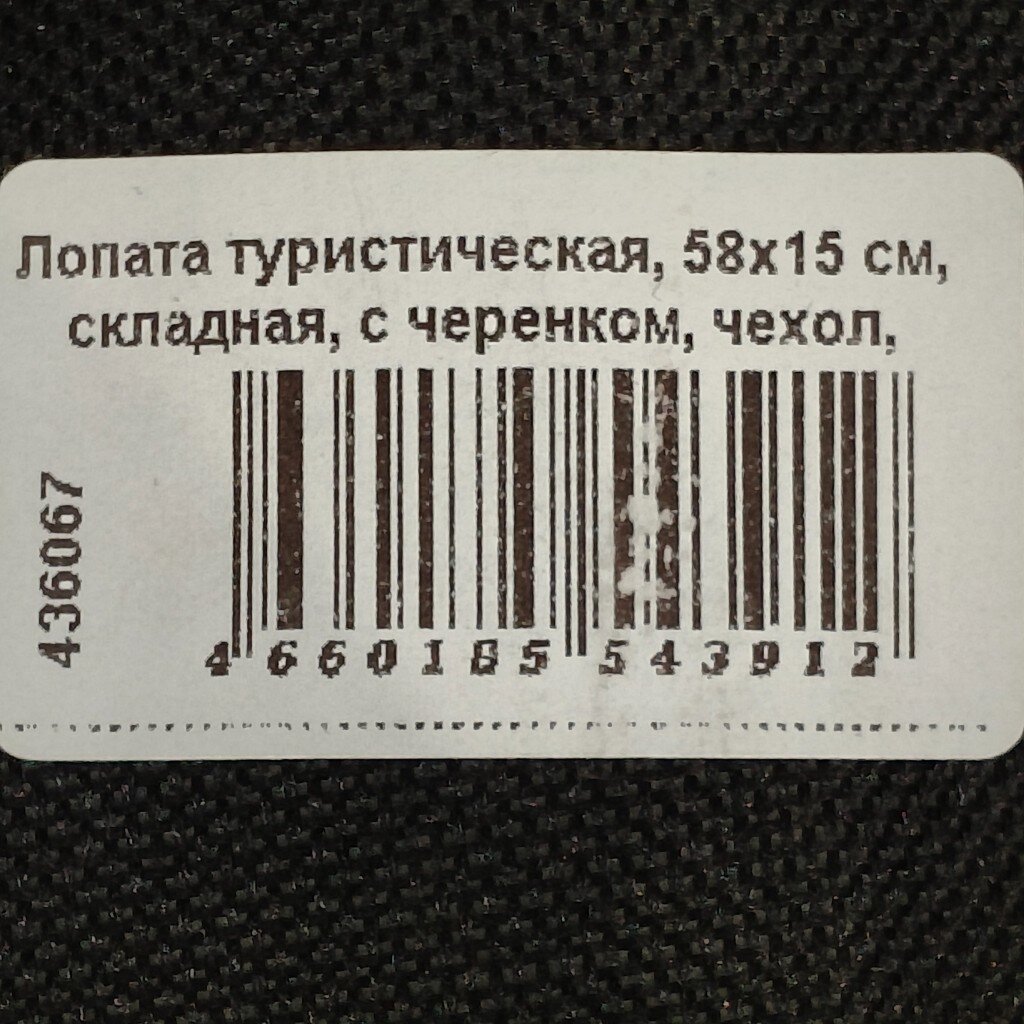 Лопата туристическая, 58х15 см,
складная, с черенком, чехол,
436067
4 660185 543912